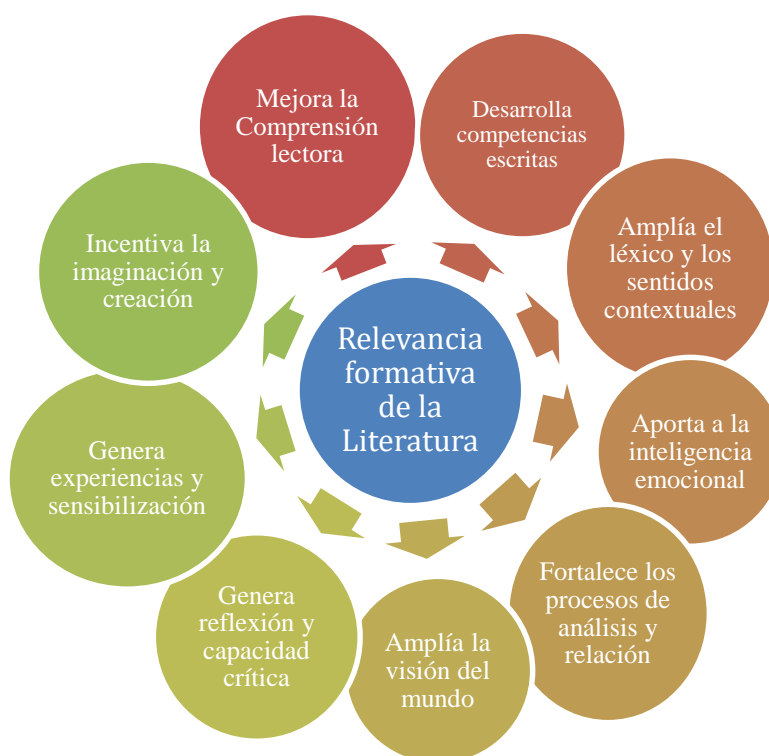 Mejora la
Comprensión
lectora
Desarrolla
competencias
escritas
Amplía el
léxico y los
sentidos
contextuales
Aporta a la
inteligencia
emocional
Fortalece los
procesos de
análisis y
relación
Amplía la
visión del
mundo
Genera
reflexión y
capacidad
crítica
Genera
experiencias y
sensibilización
Incentiva la
imaginación y
creación
Relevancia
formativa
de la
Literatura